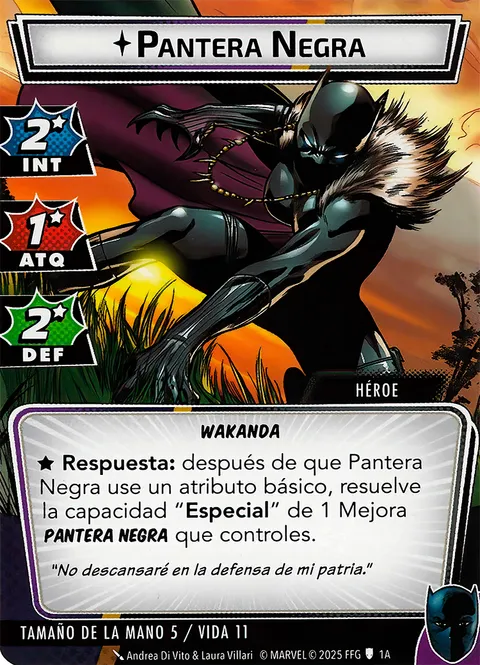 PANTERA NEGRA
2
INT
1
ATQ
2
DEF
HÉROE
WAKANDA
★ Respuesta: después de que Pantera
Negra use un atributo básico, resuelve
la capacidad "Especial" de 1 Mejora
PANTERA NEGRA que controles.
"No descansaré en la defensa de mi patria."
TAMAÑO DE LA MANO 5 / VIDA 11
Andrea Di Vito & Laura Villari © MARVEL © 2025 FFG 1A